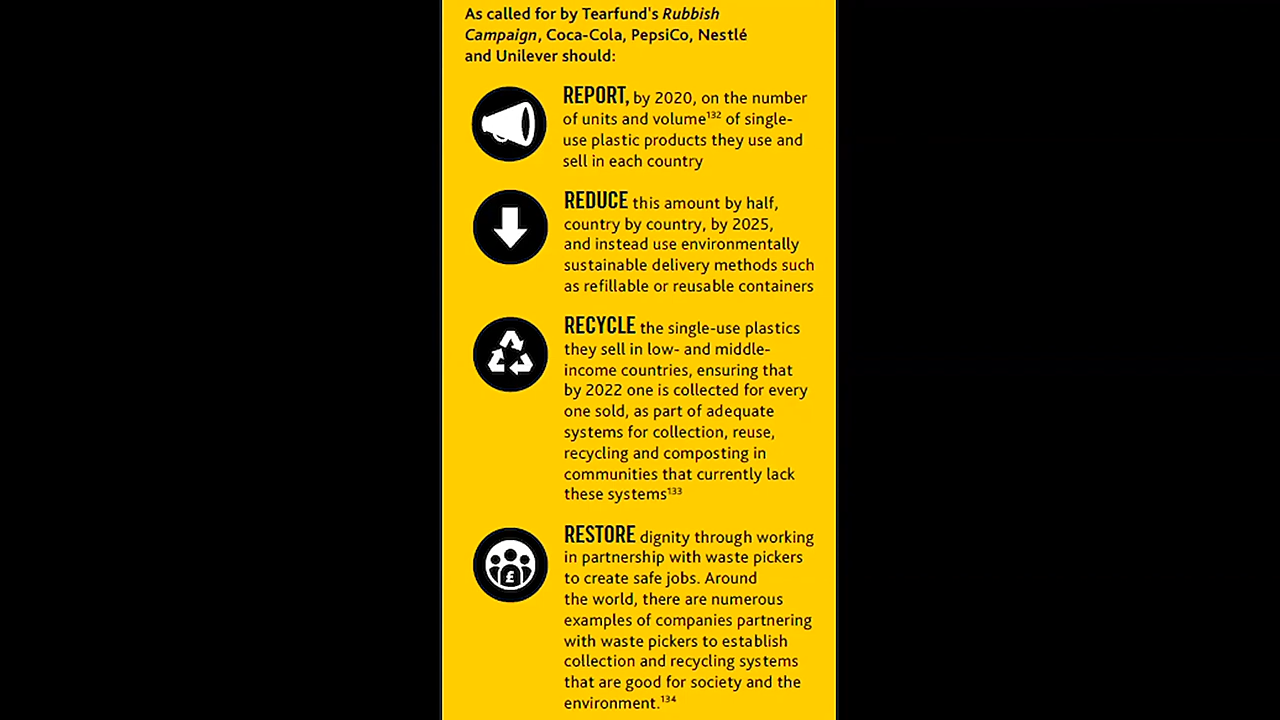 As called for by Tearfund's Rubbish
Campaign, Coca-Cola, PepsiCo, Nestlé
and Unilever should:
REPORT, by 2020, on the number
of units and volume¹³² of single-
use plastic products they use and
sell in each country
REDUCE this amount by half,
country by country, by 2025,
and instead use environmentally
sustainable delivery methods such
as refillable or reusable containers
RECYCLE the single-use plastics
they sell in low- and middle-
income countries, ensuring that
by 2022 one is collected for every
one sold, as part of adequate
systems for collection, reuse,
recycling and composting in
communities that currently lack
these systems¹³³
RESTORE dignity through working
in partnership with waste pickers
to create safe jobs. Around
the world, there are numerous
examples of companies partnering
with waste pickers to establish
collection and recycling systems
that are good for society and the
environment.¹³⁴
£